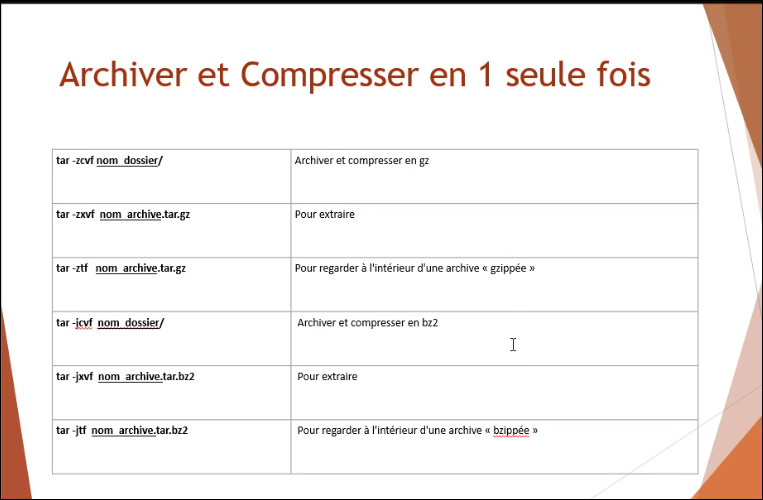 Archiver et Compresser en 1 seule fois
tar -zcvf nom_dossier/
Archiver et compresser en gz
tar -zxvf nom_archive.tar.gz
Pour extraire
tar -ztf nom_archive.tar.gz
Pour regarder à l'intérieur d'une archive « gzippée »
tar -jcvf nom_dossier/
Archiver et compresser en bz2
tar -jxvf nom_archive.tar.bz2
Pour extraire
tar -jtf nom_archive.tar.bz2
Pour regarder à l'intérieur d'une archive « bzippée »